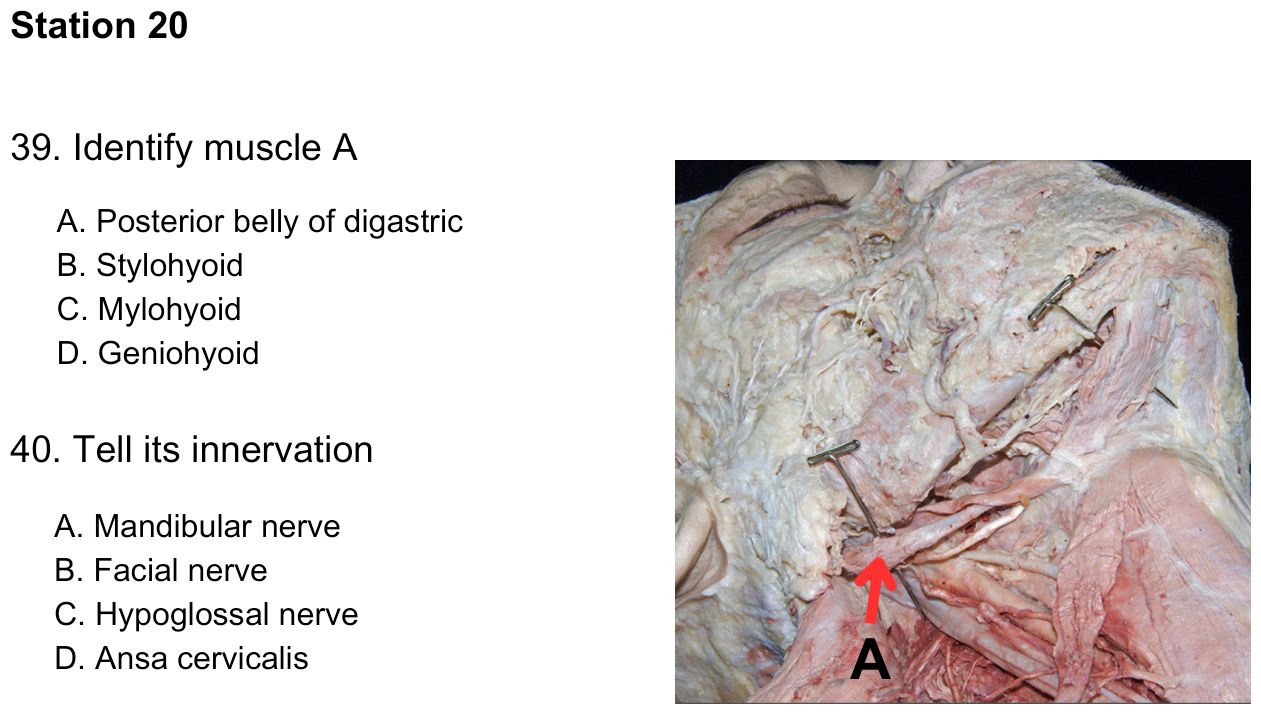 Station 20
39. Identify muscle A
A. Posterior belly of digastric
B. Stylohyoid
C. Mylohyoid
D. Geniohyoid
40. Tell its innervation
A. Mandibular nerve
B. Facial nerve
C. Hypoglossal nerve
D. Ansa cervicalis
A